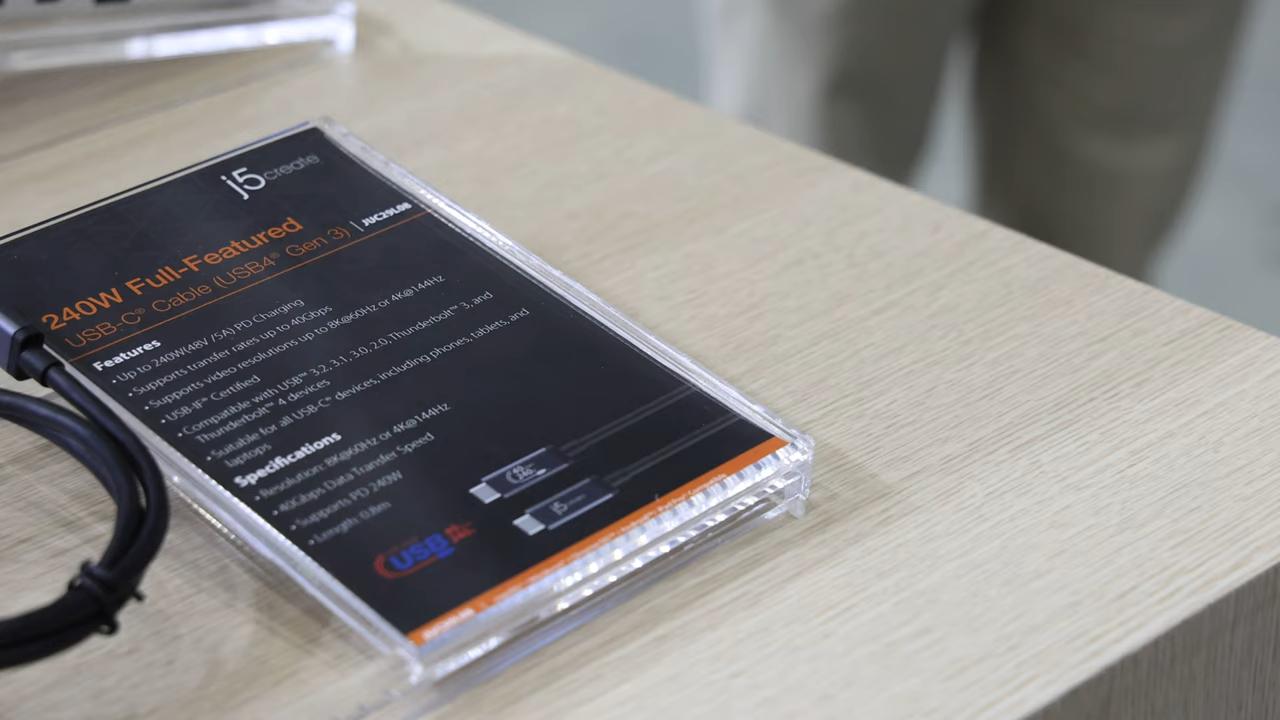 j5create
240W Full-Featured
USB-C® Cable (USB4® Gen 3) | JUC29L08
Features
• Up to 240W(48V /5A) PD Charging
• Supports transfer rates up to 40Gbps
• Supports video resolutions up to 8K@60Hz or 4K@144Hz
• USB-IF® Certified
• Compatible with USB™ 3.2, 3.1, 3.0, 2.0, Thunderbolt™ 3, and
Thunderbolt™ 4 devices
• Suitable for all USB-C® devices, including phones, tablets, and
laptops
Specifications
• Resolution: 8K@60Hz or 4K@144Hz
• 40Gbps Data Transfer Speed
• Supports PD 240W
• Length: 0.8m
j5create
USB